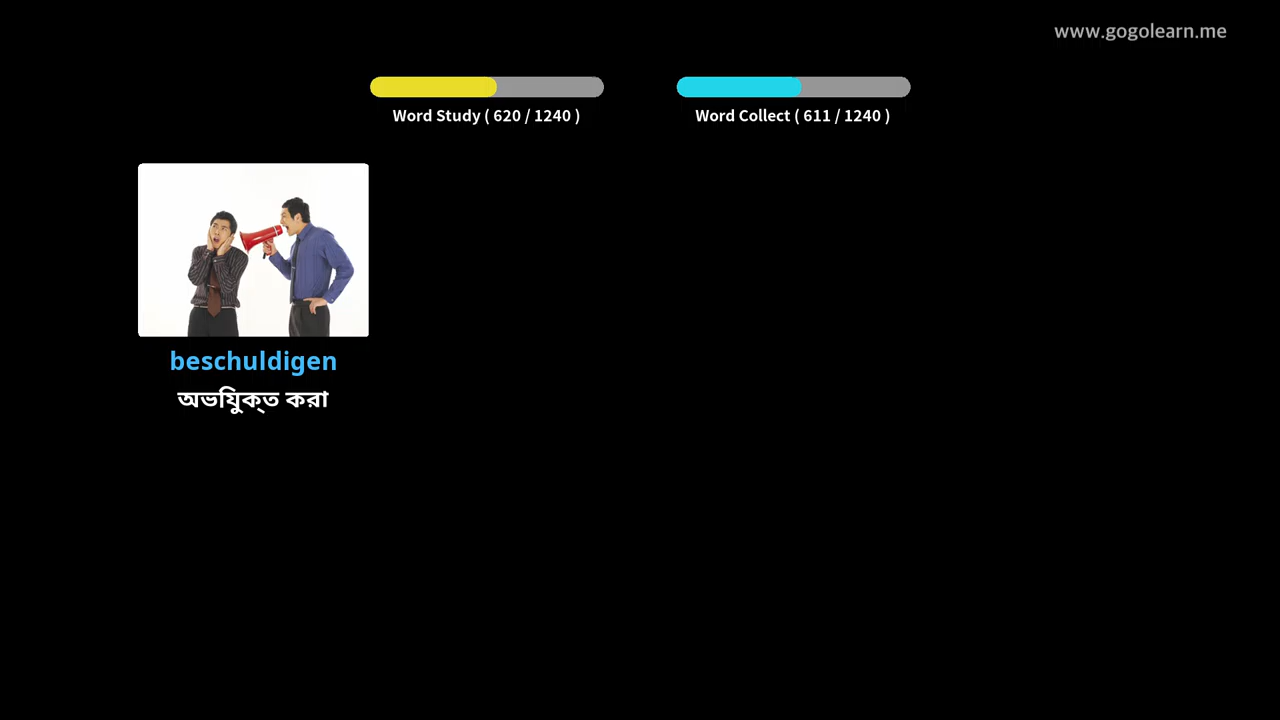 www.gogolearn.me
Word Study ( 620 / 1240 )
Word Collect ( 611 / 1240 )
beschuldigen
অভিযুক্ত করা